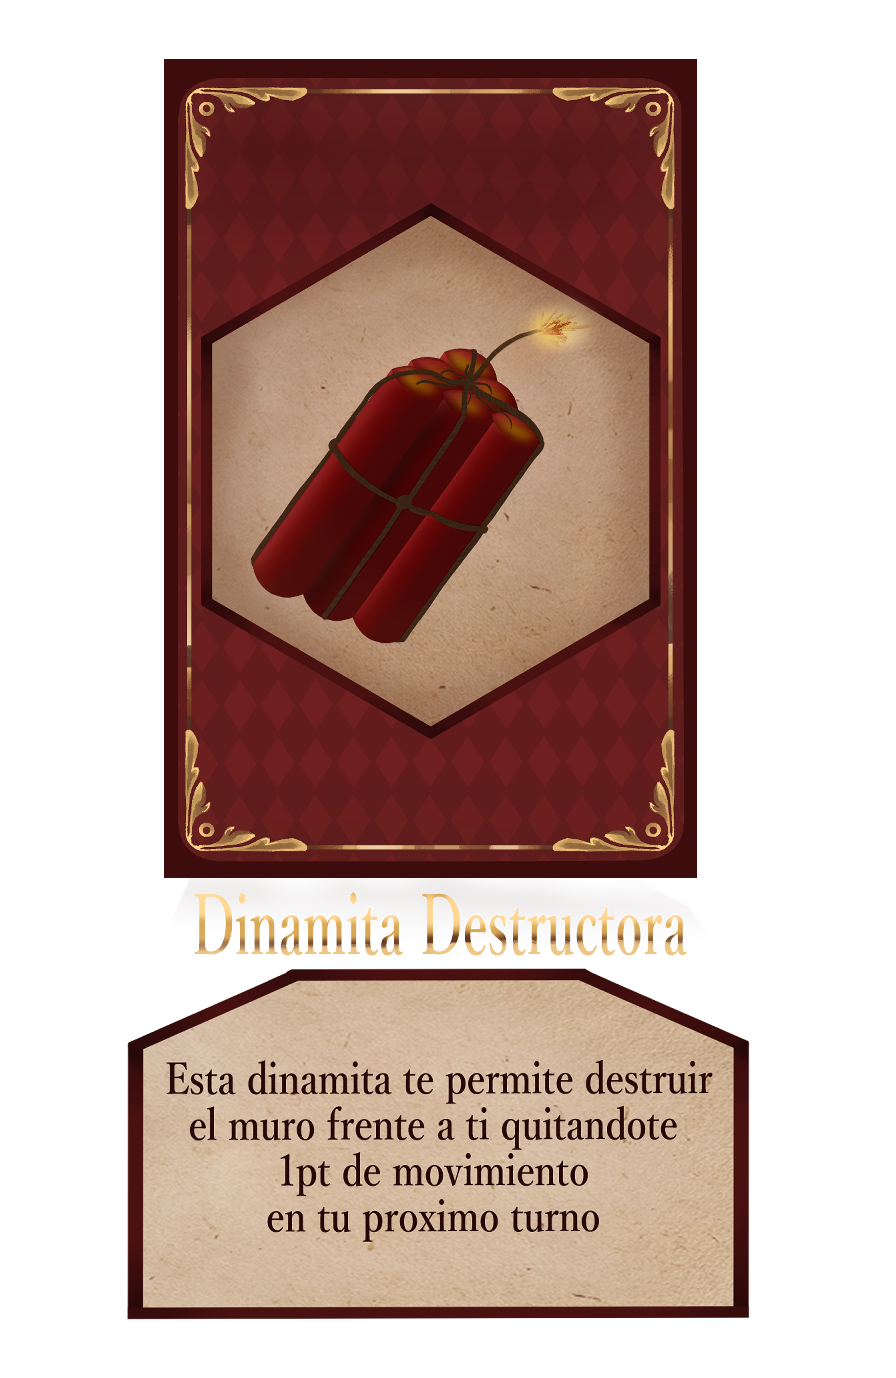 Dinamita Destructora
Esta dinamita te permite destruir
el muro frente a ti quitandote
1pt de movimiento
en tu proximo turno